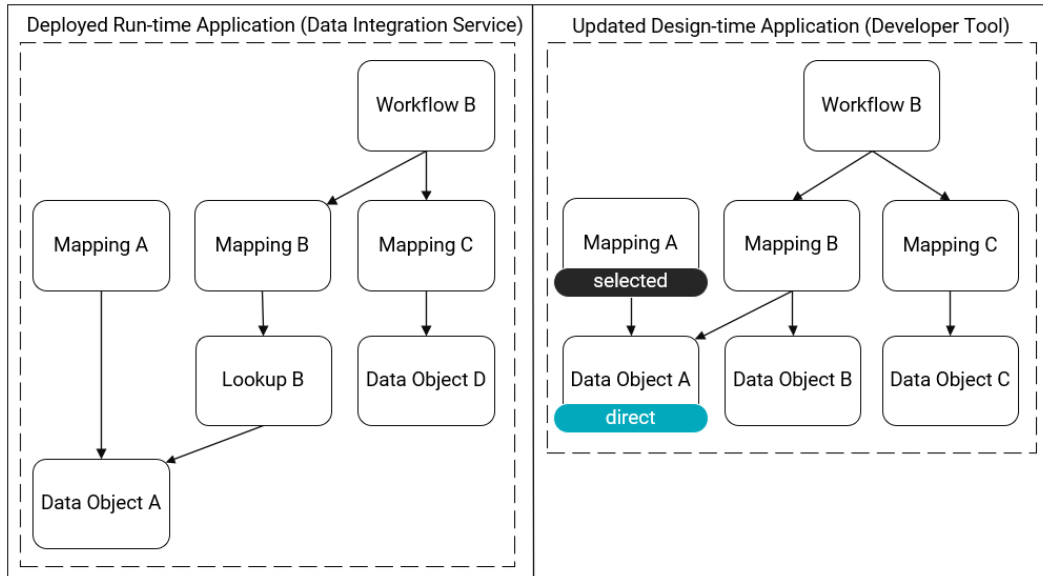 Deployed Run-time Application (Data Integration Service)
Workflow B
Mapping A
Mapping B
Mapping C
Lookup B
Data Object D
Data Object A
Updated Design-time Application (Developer Tool)
Workflow B
Mapping A
selected
Mapping B
Mapping C
Data Object A
direct
Data Object B
Data Object C